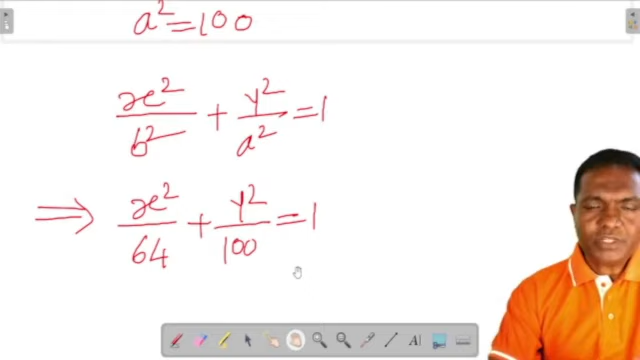 a²=100
x²/b² + y²/a² =1
⇒ x²/64 + y²/100 =1